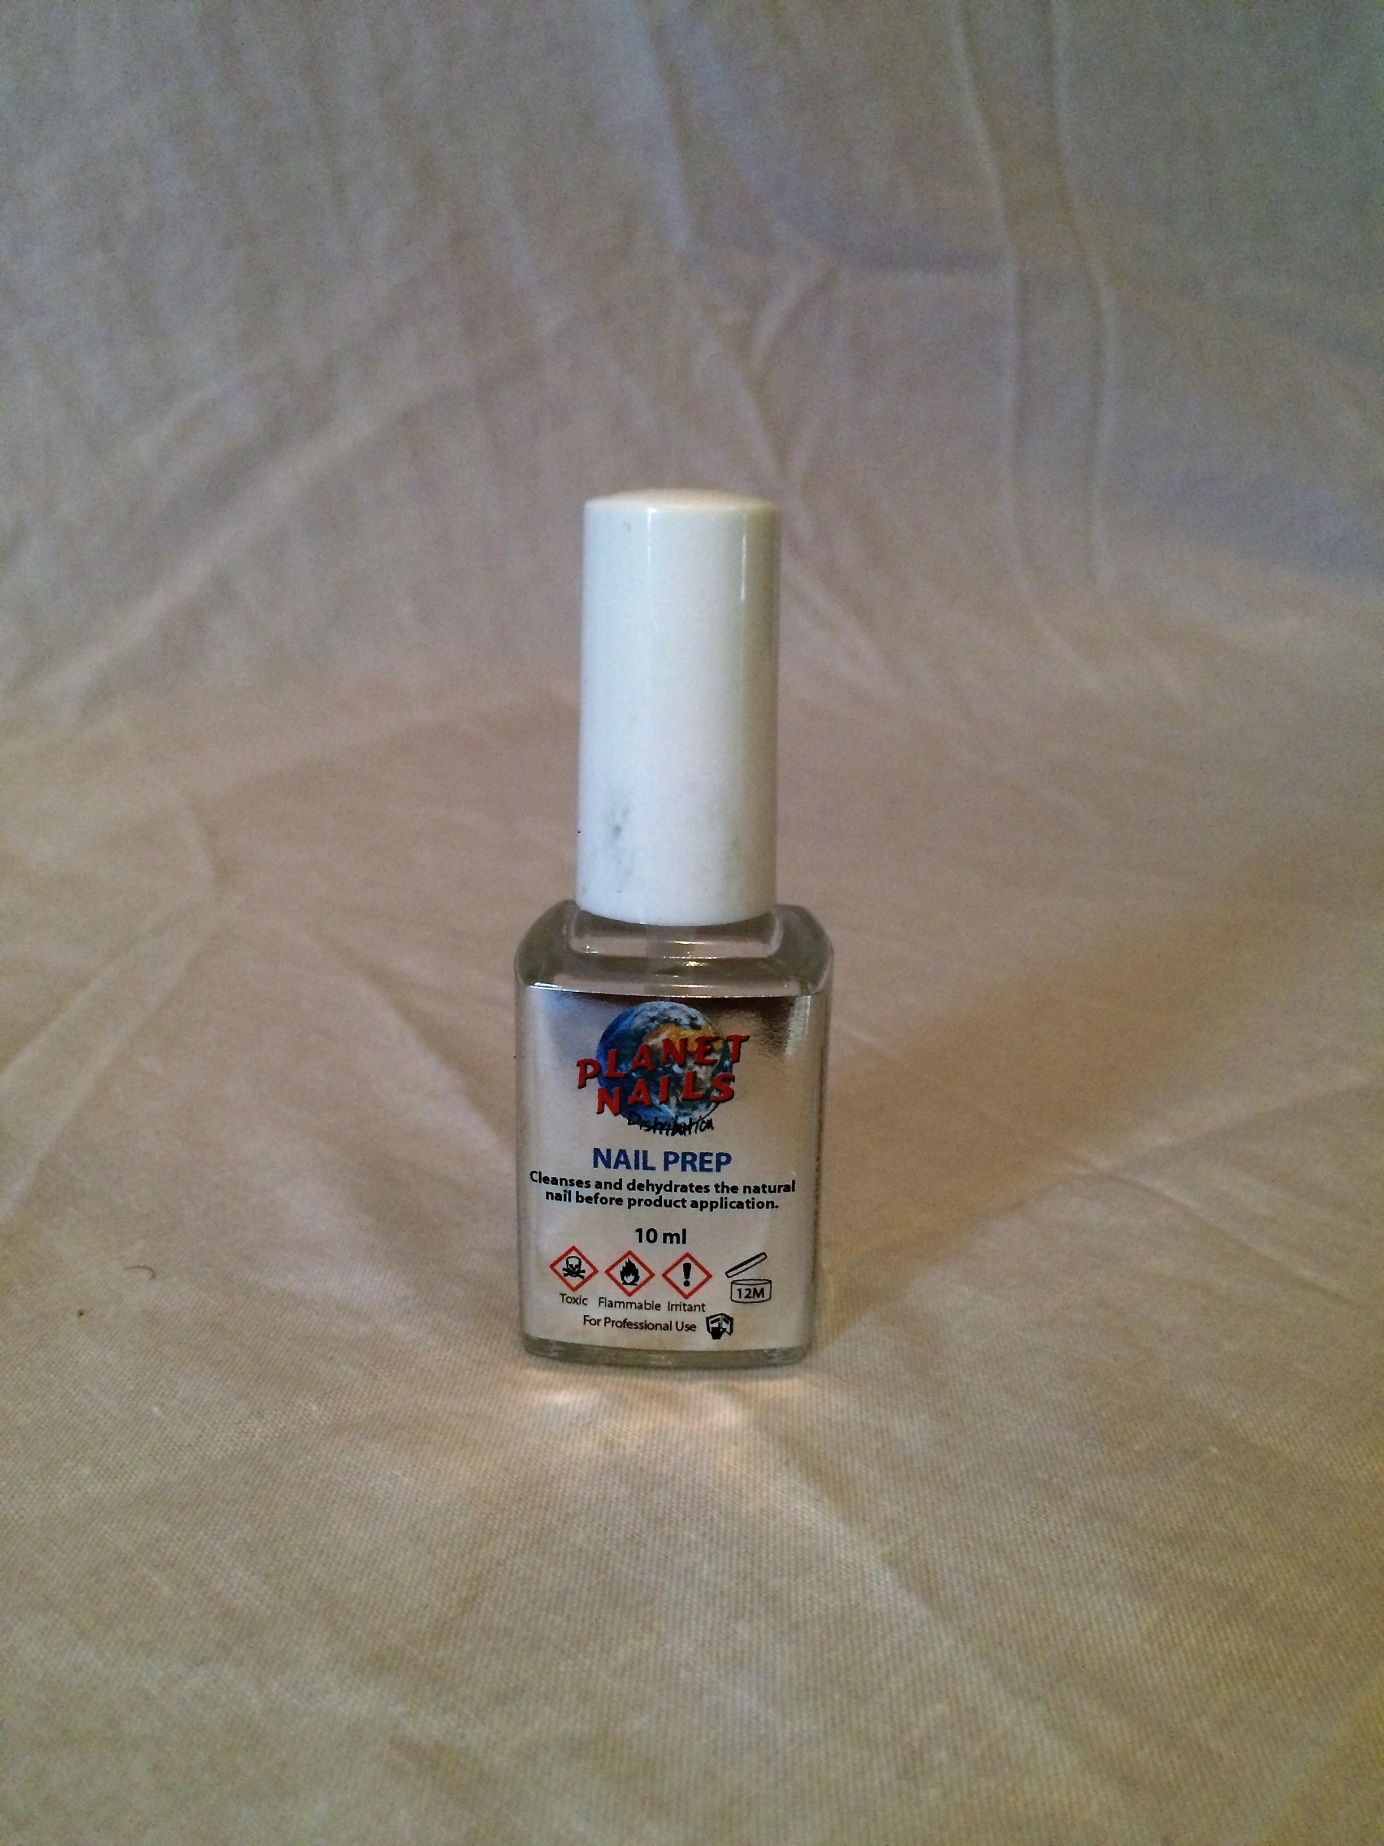 PLANET
NAILS
Distribution
NAIL PREP
Cleanses and dehydrates the natural
nail before product application.
10 ml
12M
Toxic Flammable Irritant
For Professional Use